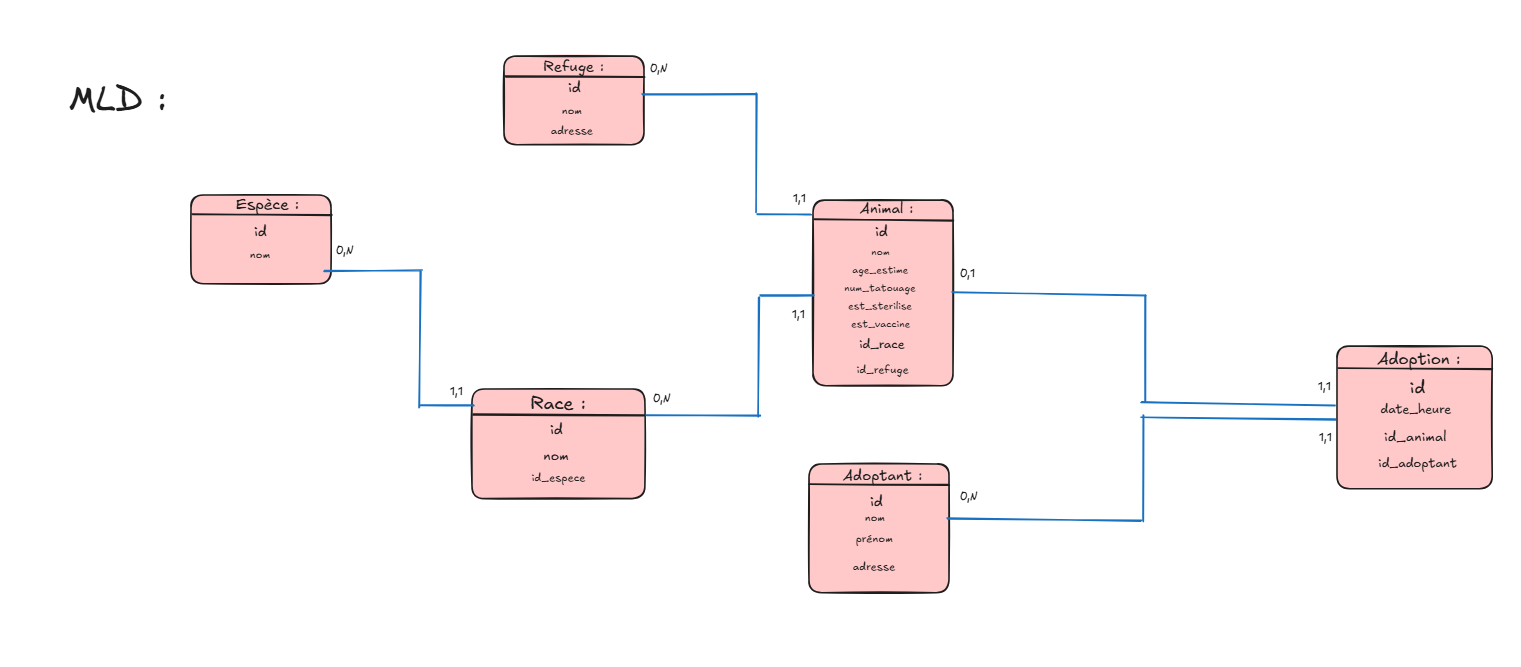 MLD :
Refuge :
0,N
id
nom
adresse
Espèce :
id
nom
0,N
1,1
Race :
id
nom
id_espece
0,N
1,1
1,1
Animal :
id
nom
age_estime
num_tatouage
est_sterilise
est_vaccine
id_race
id_refuge
0,1
Adoptant :
id
nom
prénom
adresse
0,N
1,1
1,1
Adoption :
id
date_heure
id_animal
id_adoptant